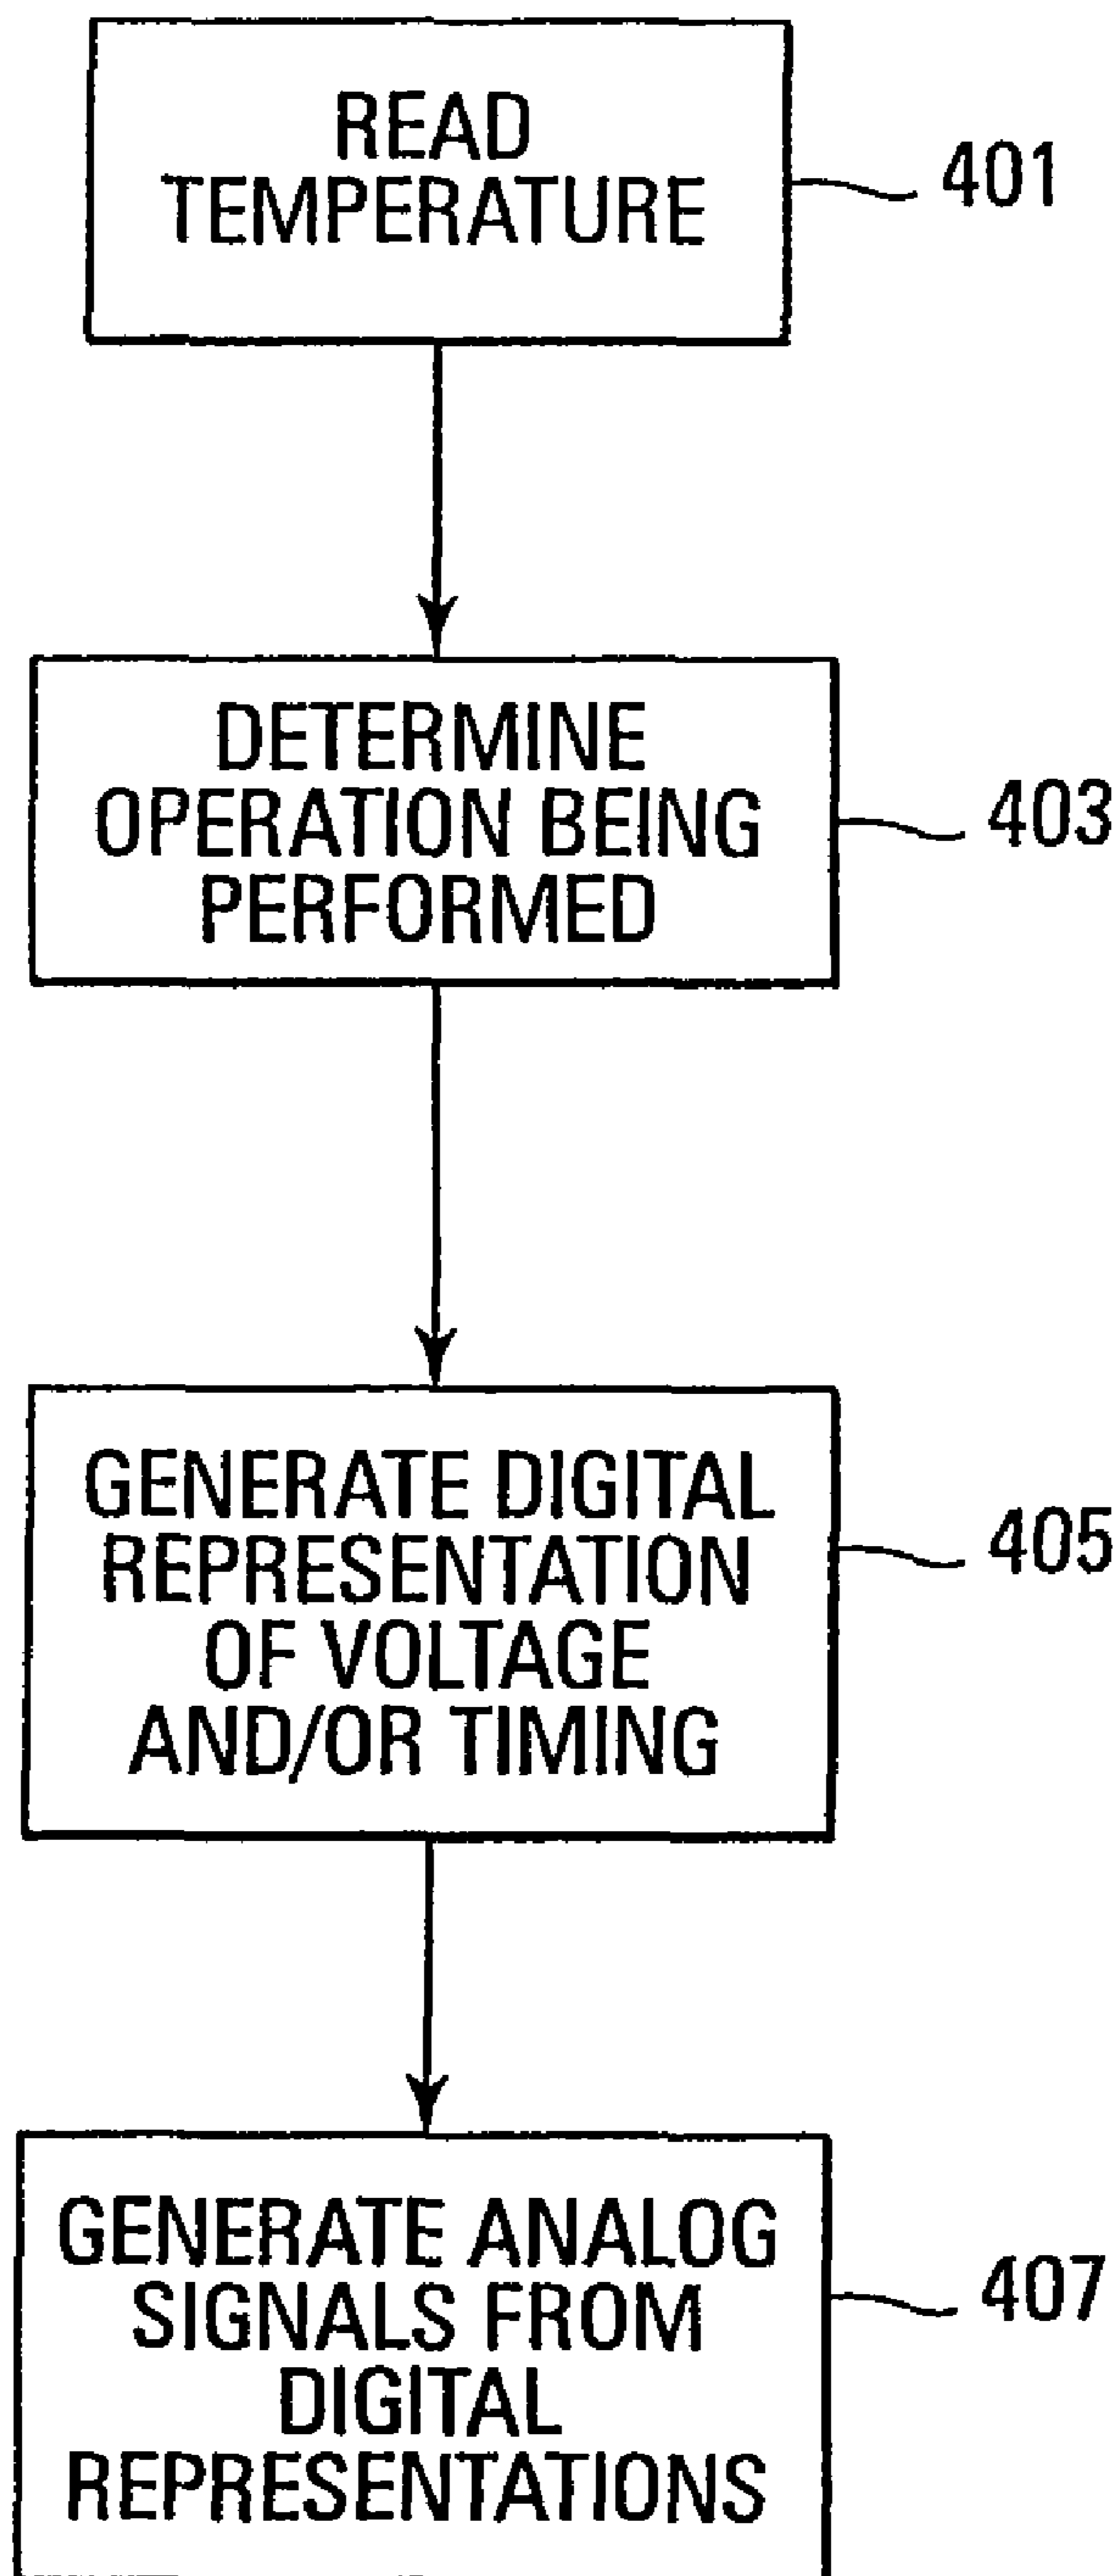 READ
TEMPERATURE
401
DETERMINE
OPERATION BEING
PERFORMED
403
GENERATE DIGITAL
REPRESENTATION
OF VOLTAGE
AND/OR TIMING
405
GENERATE ANALOG
SIGNALS FROM
DIGITAL
REPRESENTATIONS
407